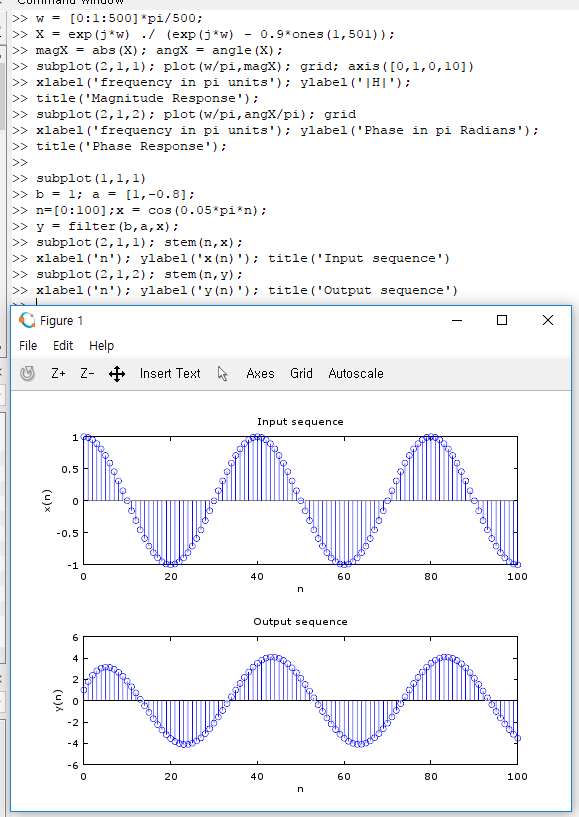 Command Window
>> w = [0:1:500]*pi/500;
>> X = exp(j*w) ./ (exp(j*w) - 0.9*ones(1,501));
>> magX = abs(X); angX = angle(X);
>> subplot(2,1,1); plot(w/pi,magX); grid; axis([0,1,0,10])
>> xlabel('frequency in pi units'); ylabel('|H|');
>> title('Magnitude Response');
>> subplot(2,1,2); plot(w/pi,angX/pi); grid
>> xlabel('frequency in pi units'); ylabel('Phase in pi Radians');
>> title('Phase Response');
>>
>> subplot(1,1,1)
>> b = 1; a = [1,-0.8];
>> n=[0:100];x = cos(0.05*pi*n);
>> y = filter(b,a,x);
>> subplot(2,1,1); stem(n,x);
>> xlabel('n'); ylabel('x(n)'); title('Input sequence')
>> subplot(2,1,2); stem(n,y);
>> xlabel('n'); ylabel('y(n)'); title('Output sequence')
>>
Figure 1
File Edit Help
Z+ Z- Insert Text Axes Grid Autoscale
Input sequence
1
0.5
0
-0.5
-1
x(n)
0 20 40 60 80 100
n
Output sequence
6
4
2
0
-2
-4
-6
y(n)
0 20 40 60 80 100
n